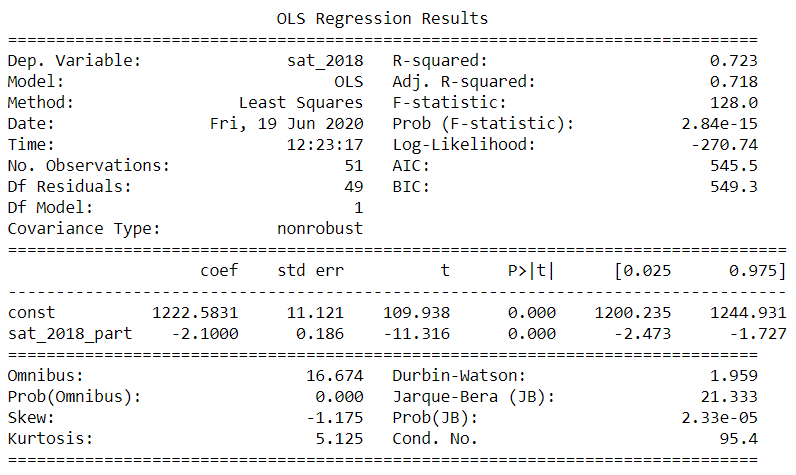 OLS Regression Results
==============================================================================
Dep. Variable: sat_2018 R-squared: 0.723
Model: OLS Adj. R-squared: 0.718
Method: Least Squares F-statistic: 128.0
Date: Fri, 19 Jun 2020 Prob (F-statistic): 2.84e-15
Time: 12:23:17 Log-Likelihood: -270.74
No. Observations: 51 AIC: 545.5
Df Residuals: 49 BIC: 549.3
Df Model: 1
Covariance Type: nonrobust
=================================================================================
coef std err t P>|t| [0.025 0.975]
---------------------------------------------------------------------------------
const 1222.5831 11.121 109.938 0.000 1200.235 1244.931
sat_2018_part -2.1000 0.186 -11.316 0.000 -2.473 -1.727
==============================================================================
Omnibus: 16.674 Durbin-Watson: 1.959
Prob(Omnibus): 0.000 Jarque-Bera (JB): 21.333
Skew: -1.175 Prob(JB): 2.33e-05
Kurtosis: 5.125 Cond. No. 95.4
==============================================================================